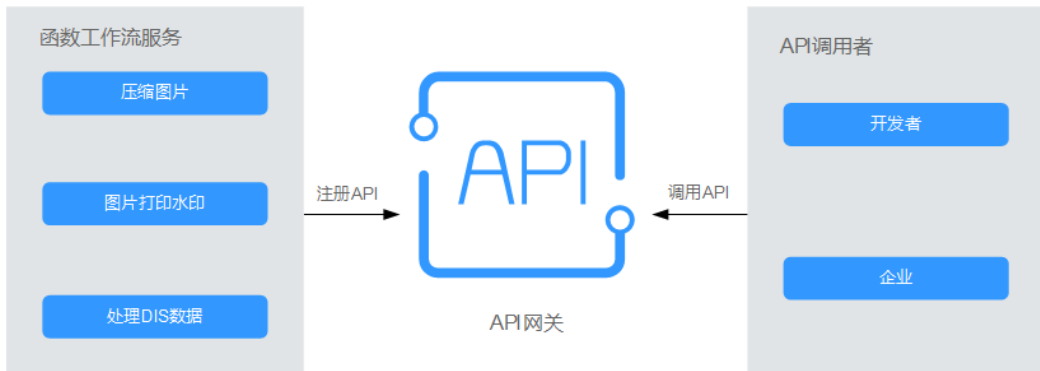 函数工作流服务
压缩图片
图片打印水印
处理DIS数据
注册API
API
API网关
调用API
API调用者
开发者
企业